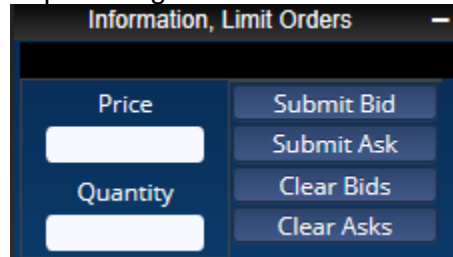 Information, Limit Orders
Price
Submit Bid
Submit Ask
Quantity
Clear Bids
Clear Asks